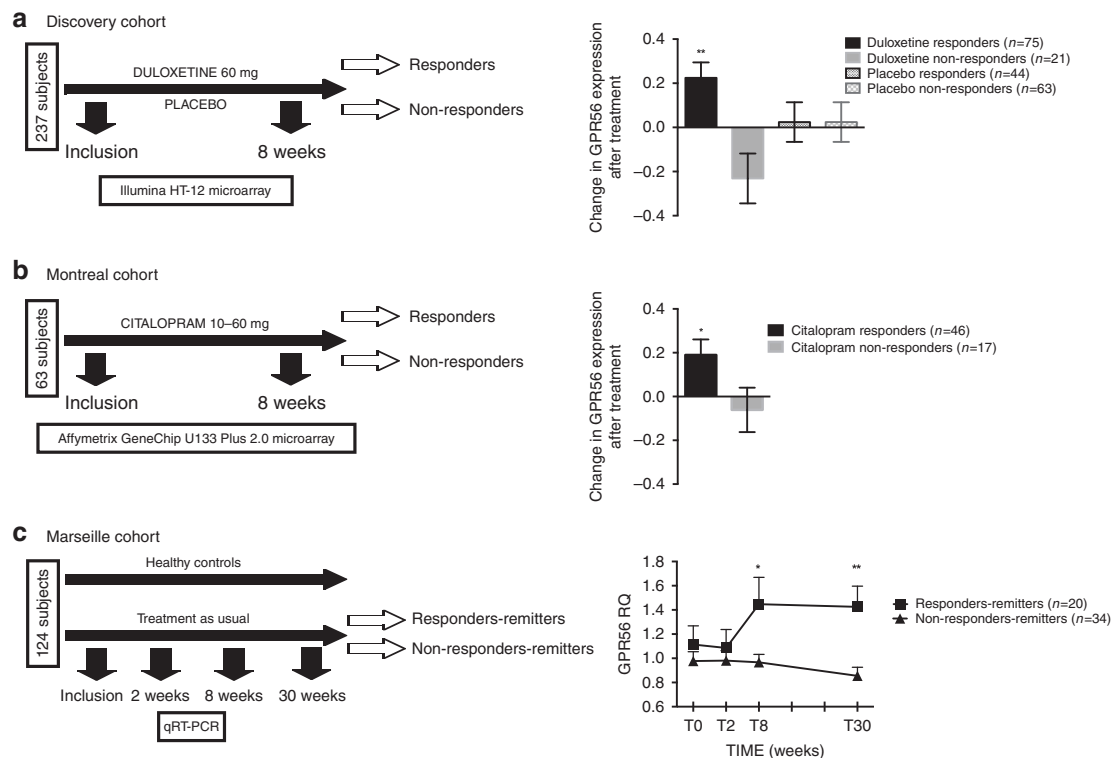 a Discovery cohort
237 subjects
DULOXETINE 60 mg
PLACEBO
Responders
Non-responders
Inclusion
8 weeks
Illumina HT-12 microarray
Change in GPR56 expression
after treatment
0.4
0.2
0.0
–0.2
–0.4
**
Duloxetine responders (n=75)
Duloxetine non-responders (n=21)
Placebo responders (n=44)
Placebo non-responders (n=63)
b Montreal cohort
63 subjects
CITALOPRAM 10–60 mg
Responders
Non-responders
Inclusion
8 weeks
Affymetrix GeneChip U133 Plus 2.0 microarray
Change in GPR56 expression
after treatment
0.4
0.2
0.0
–0.2
–0.4
*
Citalopram responders (n=46)
Citalopram non-responders (n=17)
c Marseille cohort
124 subjects
Healthy controls
Treatment as usual
Responders-remitters
Non-responders-remitters
Inclusion 2 weeks 8 weeks 30 weeks
qRT-PCR
GPR56 RQ
1.8
1.6
1.4
1.2
1.0
0.8
0.6
* **
T0 T2 T8 T30
TIME (weeks)
Responders-remitters (n=20)
Non-responders-remitters (n=34)